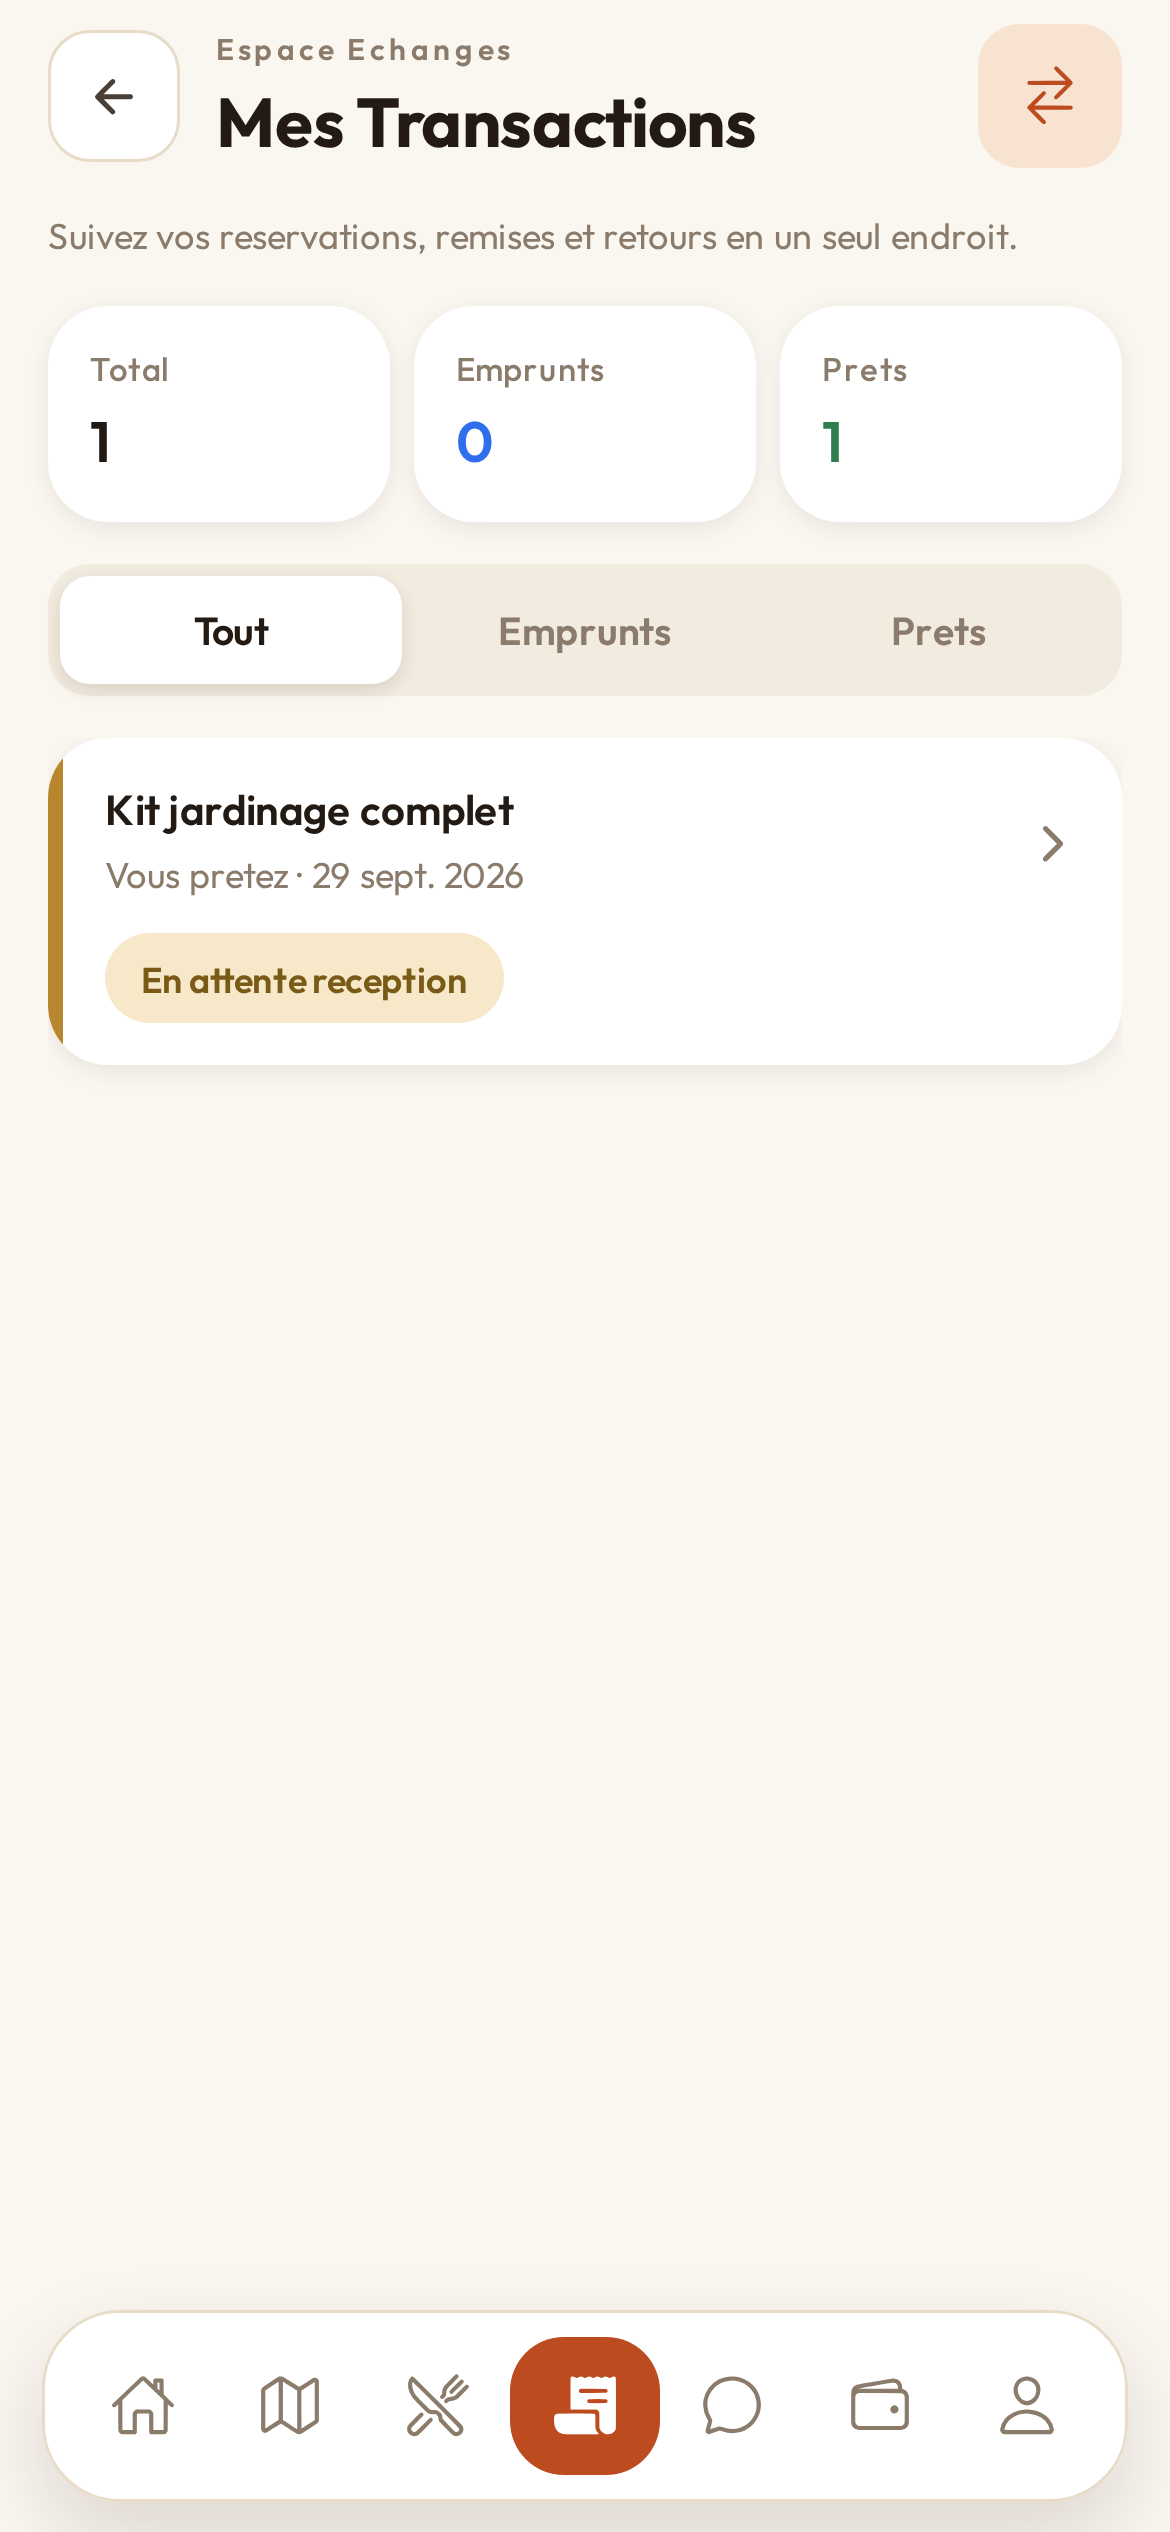 Espace Echanges
Mes Transactions
Suivez vos reservations, remises et retours en un seul endroit.
Total
1
Emprunts
0
Prets
1
Tout
Emprunts
Prets
Kit jardinage complet
Vous pretez · 29 sept. 2026
En attente reception